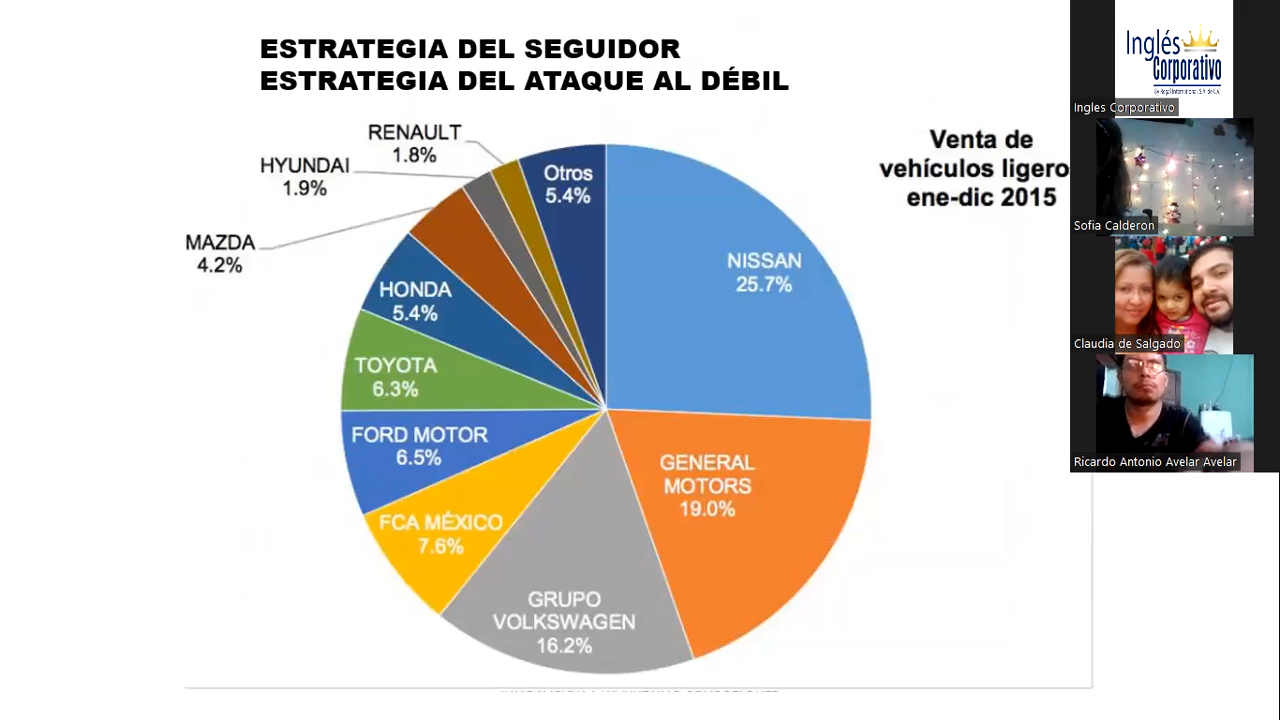 ESTRATEGIA DEL SEGUIDOR
ESTRATEGIA DEL ATAQUE AL DÉBIL
RENAULT
1.8%
HYUNDAI
1.9%
MAZDA
4.2%
Otros
5.4%
Venta de
vehículos ligero
ene-dic 2015
NISSAN
25.7%
HONDA
5.4%
TOYOTA
6.3%
FORD MOTOR
6.5%
FCA MÉXICO
7.6%
GENERAL
MOTORS
19.0%
GRUPO
VOLKSWAGEN
16.2%
Inglés
Corporativo
Ingles Corporativo
Sofia Calderon
Claudia de Salgado
Ricardo Antonio Avelar Avelar